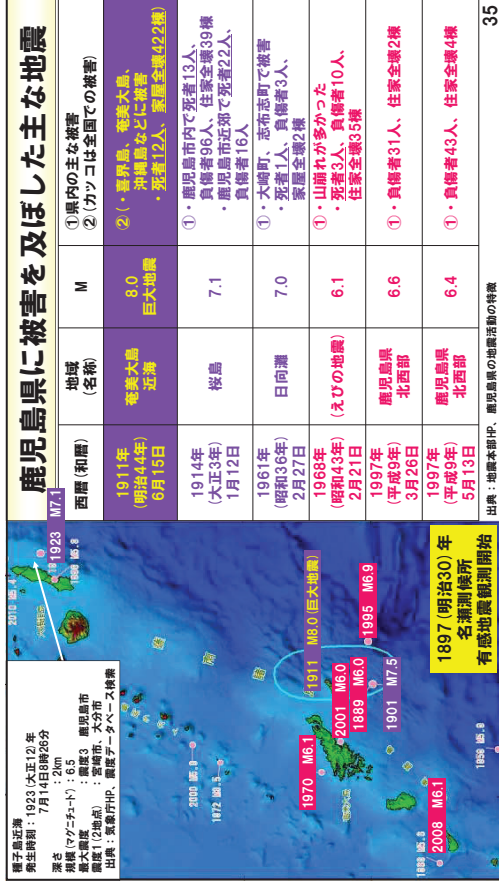 鹿児島県に被害を及ぼした主な地震
西暦(和暦)
地域
(名称)
M
①県内の主な被害
②(カッコは全国での被害)
1911年
(明治44年)
6月15日
奄美大島
近海
8.0
巨大地震
②(・喜界島、奄美大島、
沖縄島などに被害
・死者12人、家屋全壊422棟)
1914年
(大正3年)
1月12日
桜島
7.1
①・鹿児島市内で死者13人、
負傷者96人、住家全壊39棟
・鹿児島市近郊で死者22人、
負傷者16人
1961年
(昭和36年)
2月27日
日向灘
7.0
①・大崎町、志布志町で被害
・死者1人、負傷者3人、
家屋全壊2棟
1968年
(昭和43年)
2月21日
(えびの地震)
6.1
①・山崩れが多かった
・死者3人、負傷者10人、
住家全壊35棟
1997年
(平成9年)
3月26日
鹿児島県
北西部
6.6
①・負傷者31人、住家全壊2棟
1997年
(平成9年)
5月13日
鹿児島県
北西部
6.4
①・負傷者43人、住家全壊4棟
出典:地震本部HP、鹿児島県の地震活動の特徴
35
種子島近海
発生時刻:1923(大正12)年
7月14日8時26分
深さ:2km
規模(マグニチュード):6.5
最大震度:震度3 鹿児島市
震度1(2地点):宮崎市、大分市
出典:気象庁HP、震度データベース検索
1923 M7.1
2000 M5.9
1972 M5.9
1911 M8.0(巨大地震)
1970 M6.1
2001 M6.0
1889 M6.0
1995 M6.9
1901 M7.5
2008 M6.1
1897(明治30)年
名瀬測候所
有感地震観測開始